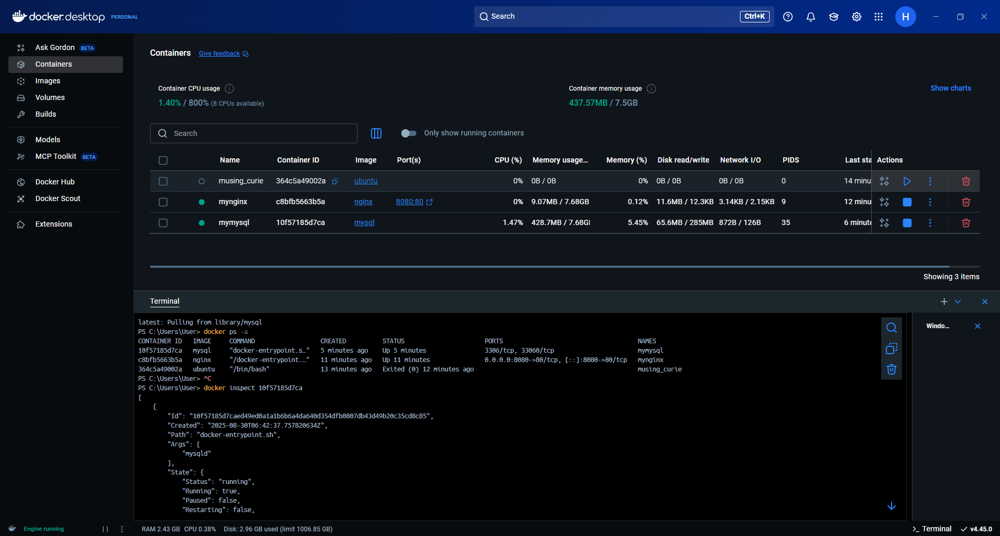 docker.desktop PERSONAL
Search
Ctrl+K
H
Ask Gordon BETA
Containers
Images
Volumes
Builds
Models
MCP Toolkit BETA
Docker Hub
Docker Scout
Extensions
Containers Give feedback
Container CPU usage
1.40% / 800% (8 CPUs available)
Container memory usage
437.57MB / 7.5GB
Show charts
Search
Only show running containers
Name Container ID Image Port(s) CPU (%) Memory usage... Memory (%) Disk read/write Network I/O PIDS Last sta Actions
musing_curie 364c5a49002a ubuntu 0% 0B / 0B 0% 0B / 0B 0B / 0B 0 14 minu
mynginx c8bfb5663b5a nginx 8080:80 0% 9.07MB / 7.68GB 0.12% 11.6MB / 12.3KB 3.14KB / 2.15KB 9 12 minu
mymysql 10f57185d7ca mysql 1.47% 428.7MB / 7.68G 5.45% 65.6MB / 285MB 872B / 126B 35 6 minute
Showing 3 items
Terminal
latest: Pulling from library/mysql
PS C:\Users\User> docker ps -a
CONTAINER ID IMAGE COMMAND CREATED STATUS PORTS NAMES
10f57185d7ca mysql "docker-entrypoint.s…" 5 minutes ago Up 5 minutes 3306/tcp, 33060/tcp mymysql
c8bfb5663b5a nginx "/docker-entrypoint.…" 11 minutes ago Up 11 minutes 0.0.0.0:8080->80/tcp, [::]:8080->80/tcp mynginx
364c5a49002a ubuntu "/bin/bash" 13 minutes ago Exited (0) 12 minutes ago musing_curie
PS C:\Users\User> ^C
PS C:\Users\User> docker inspect 10f57185d7ca
[
{
"Id": "10f57185d7caed49ed0a1a1b6b6a4da640d354dfb0807db43d49b20c35cd8c85",
"Created": "2025-08-30T06:42:37.757820634Z",
"Path": "docker-entrypoint.sh",
"Args": [
"mysqld"
],
"State": {
"Status": "running",
"Running": true,
"Paused": false,
"Restarting": false,
Windo...
Engine running
RAM 2.43 GB CPU 0.38% Disk: 2.96 GB used (limit 1006.85 GB)
Terminal
v4.45.0